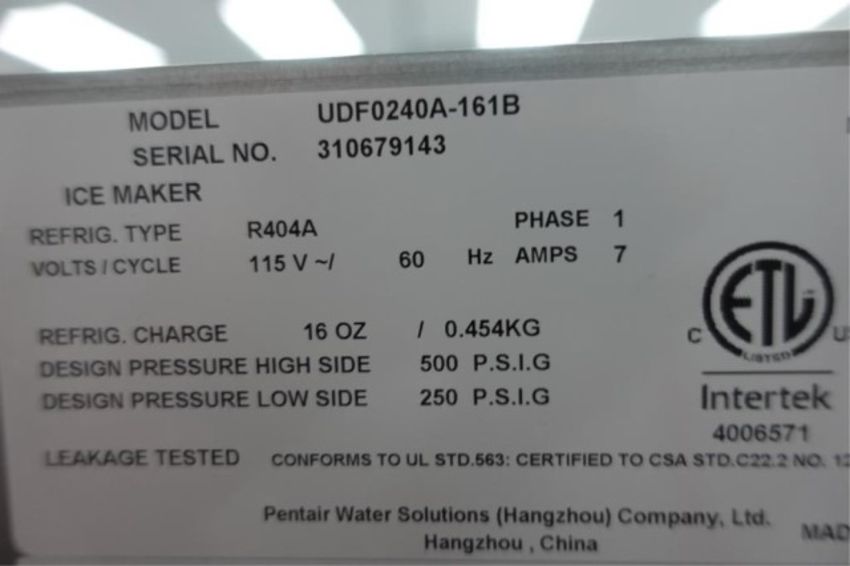 MODEL UDF0240A-161B
SERIAL NO. 310679143
ICE MAKER
REFRIG. TYPE R404A PHASE 1
VOLTS / CYCLE 115 V ~/ 60 Hz AMPS 7
REFRIG. CHARGE 16 OZ / 0.454KG
DESIGN PRESSURE HIGH SIDE 500 P.S.I.G
DESIGN PRESSURE LOW SIDE 250 P.S.I.G
C ETL LISTED
Intertek
4006571
LEAKAGE TESTED CONFORMS TO UL STD.563: CERTIFIED TO CSA STD.C22.2 NO.
Pentair Water Solutions (Hangzhou) Company, Ltd.
Hangzhou , China